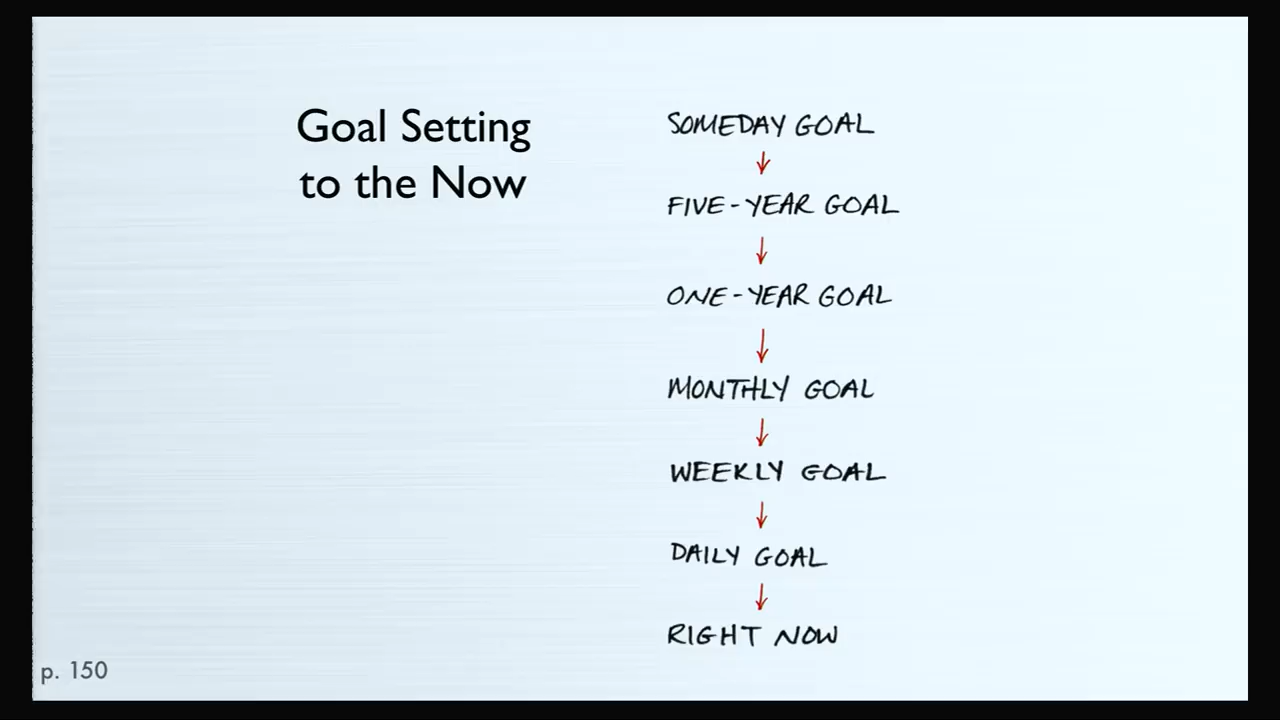 Goal Setting
to the Now
SOMEDAY GOAL
FIVE-YEAR GOAL
ONE-YEAR GOAL
MONTHLY GOAL
WEEKLY GOAL
DAILY GOAL
RIGHT NOW
p. 150